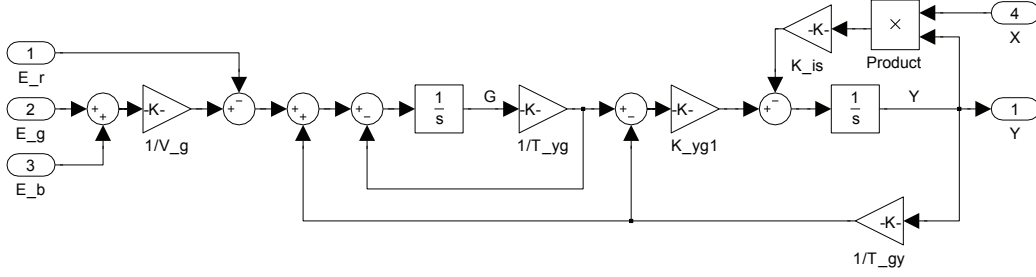 4
X
-K-
×
K_is
Product
1
E_r
2
E_g
3
E_b
+
+
-K-
1/V_g
+
−
+
+
+
−
1
s
G
-K-
1/T_yg
+
−
-K-
K_yg1
+
−
1
s
Y
1
Y
-K-
1/T_gy